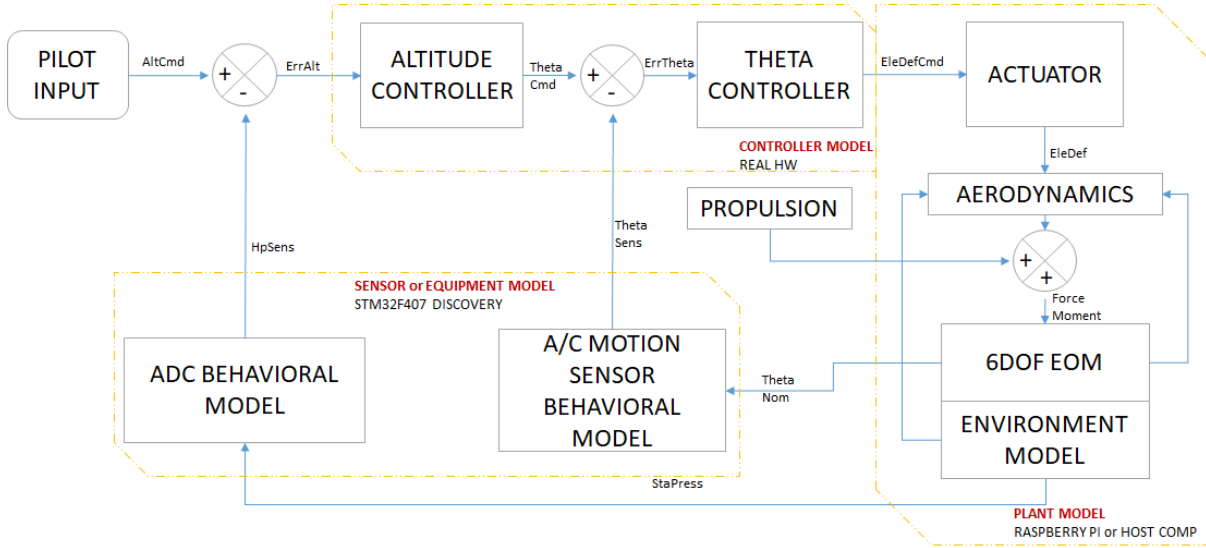 PILOT
INPUT
AltCmd
+
-
ErrAlt
ALTITUDE
CONTROLLER
Theta
Cmd
+
-
ErrTheta
THETA
CONTROLLER
EleDefCmd
ACTUATOR
CONTROLLER MODEL
REAL HW
EleDef
AERODYNAMICS
PROPULSION
+
+
Force
Moment
HpSens
Theta
Sens
SENSOR or EQUIPMENT MODEL
STM32F407 DISCOVERY
ADC BEHAVIORAL
MODEL
A/C MOTION
SENSOR
BEHAVIORAL
MODEL
Theta
Nom
6DOF EOM
ENVIRONMENT
MODEL
StaPress
PLANT MODEL
RASPBERRY PI or HOST COMP